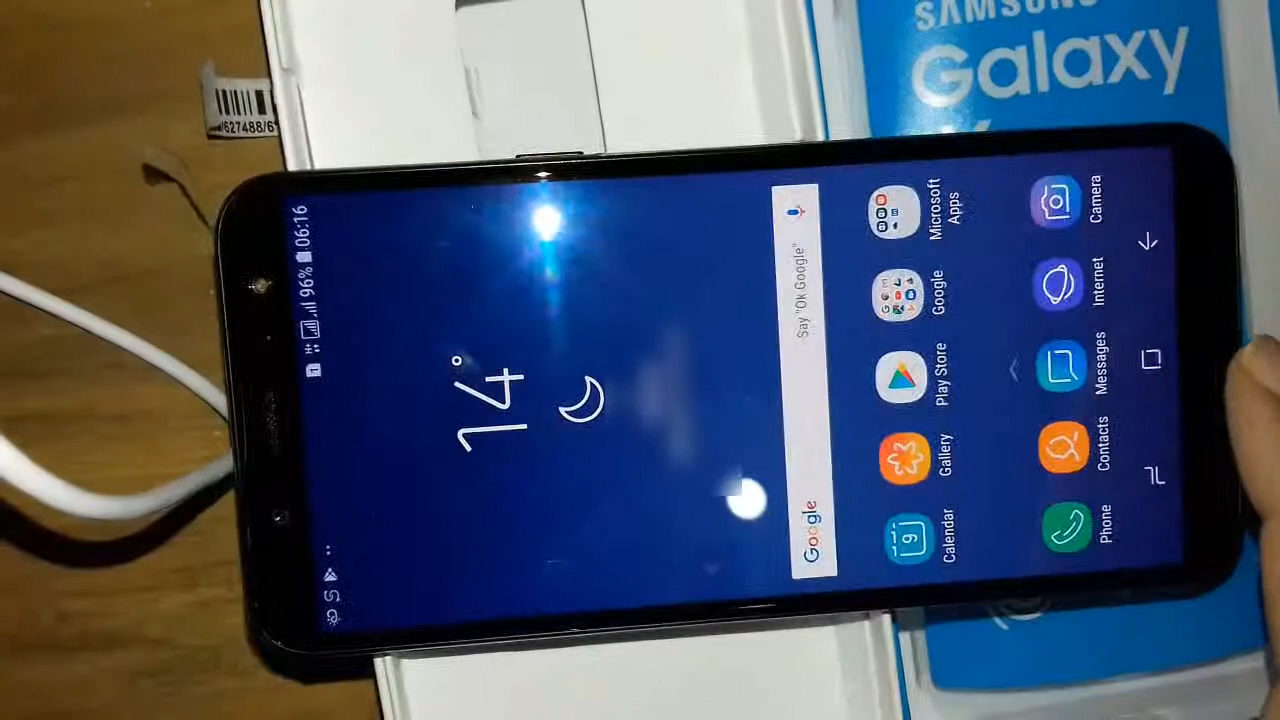 SAMSUNG
Galaxy
/627488/6
96% 06:16
H+
14°
Google
Say "Ok Google"
Calendar
Gallery
Play Store
Google
Microsoft
Apps
9
Phone
Contacts
Messages
Internet
Camera